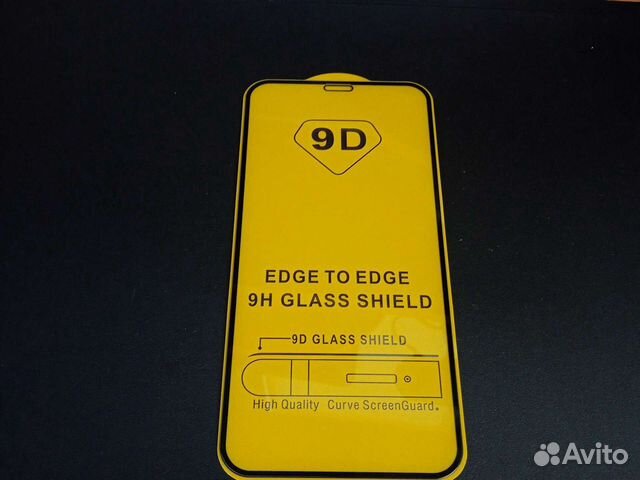 9D
EDGE TO EDGE
9H GLASS SHIELD
9D GLASS SHIELD
High Quality Curve ScreenGuard.
Avito